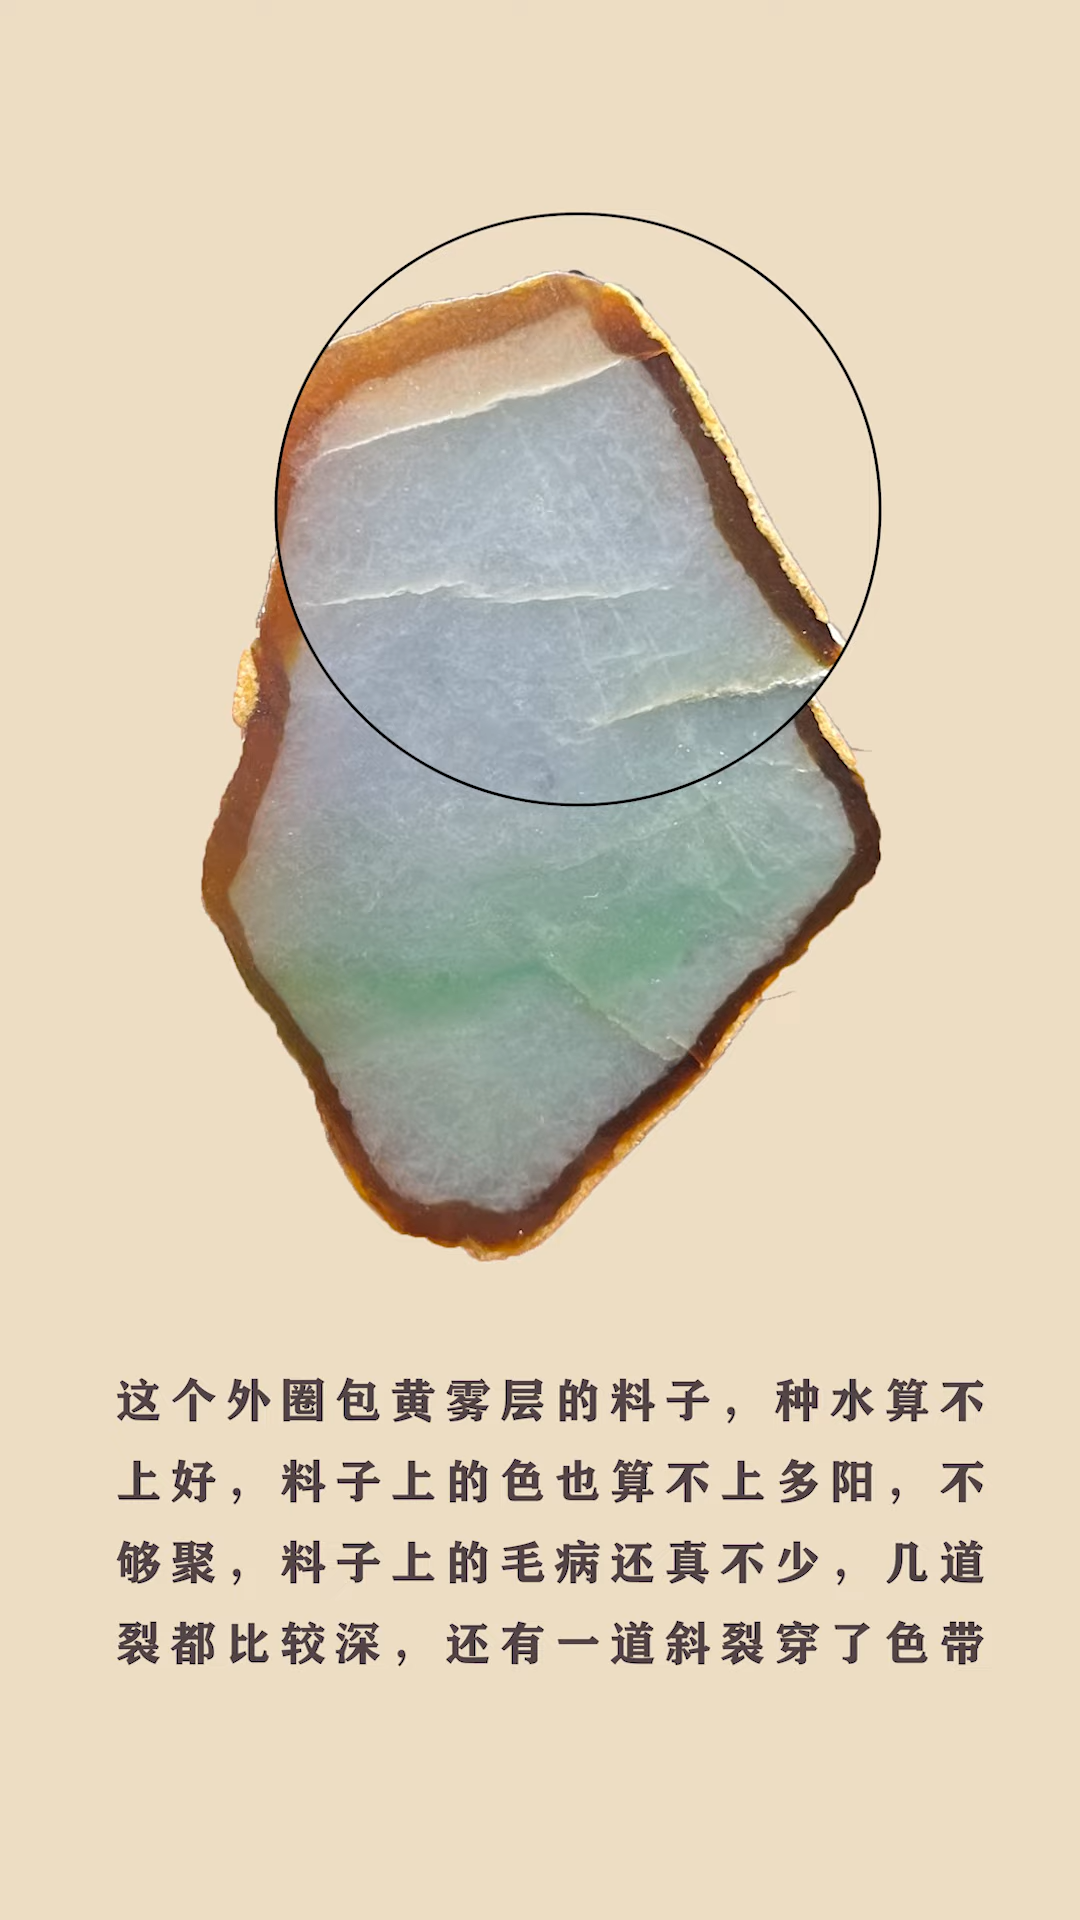 这个外圈包黄雾层的料子，种水算不
上好，料子上的色也算不上多阳，不
够聚，料子上的毛病还真不少，几道
裂都比较深，还有一道斜裂穿了色带